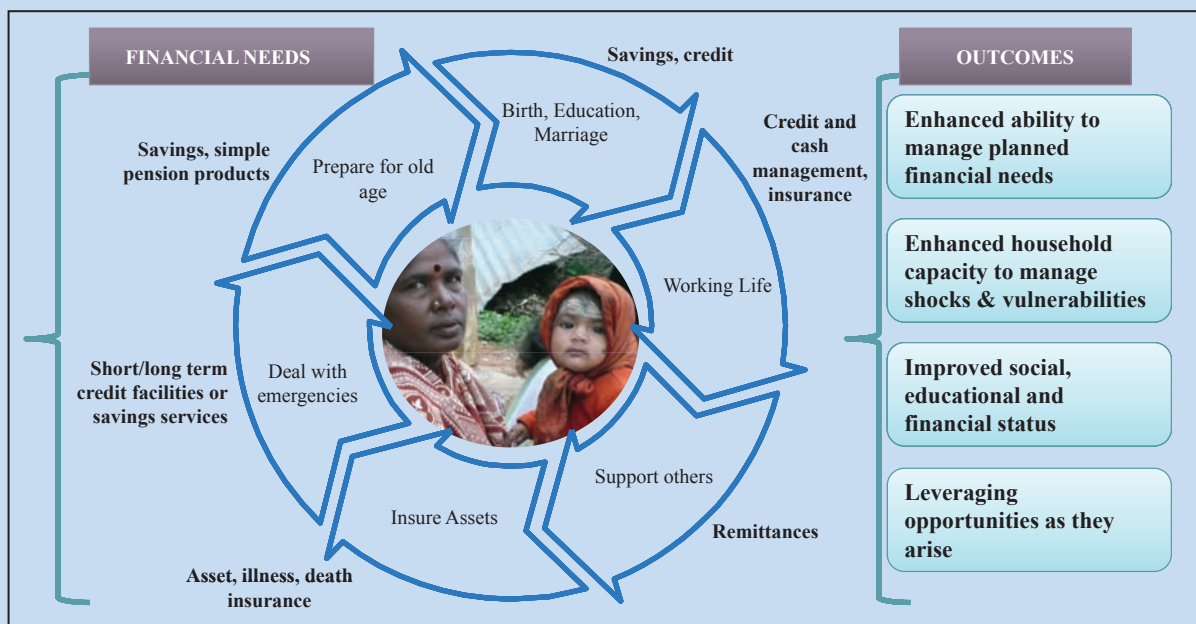 FINANCIAL NEEDS
OUTCOMES
Savings, credit
Birth, Education,
Marriage
Credit and
cash
management,
insurance
Working Life
Support others
Remittances
Insure Assets
Asset, illness, death
insurance
Deal with
emergencies
Short/long term
credit facilities or
savings services
Prepare for old
age
Savings, simple
pension products
Enhanced ability to
manage planned
financial needs
Enhanced household
capacity to manage
shocks & vulnerabilities
Improved social,
educational and
financial status
Leveraging
opportunities as they
arise